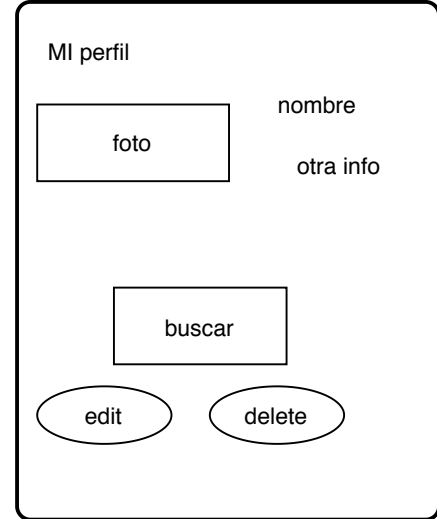 MI perfil
nombre
foto
otra info
buscar
edit
delete